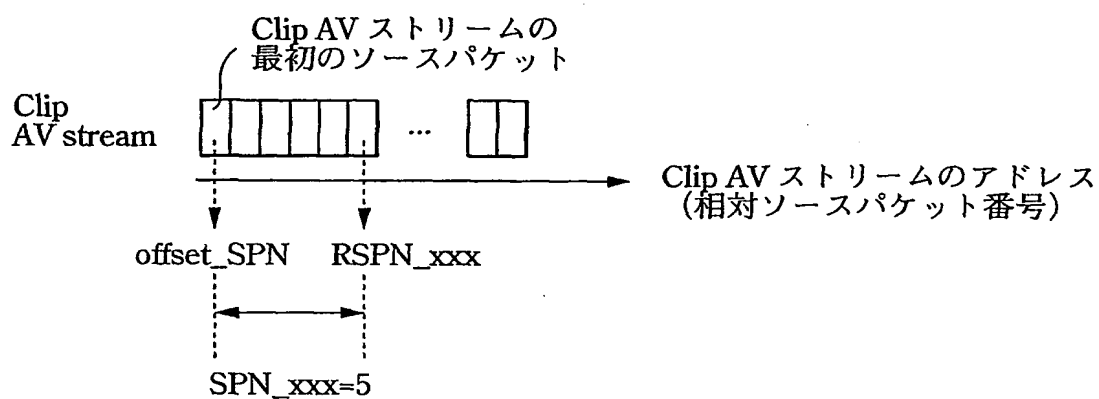 Clip AV ストリームの
最初のソースパケット
Clip
AV stream
...
Clip AV ストリームのアドレス
(相対ソースパケット番号)
offset_SPN RSPN_xxx
SPN_xxx=5